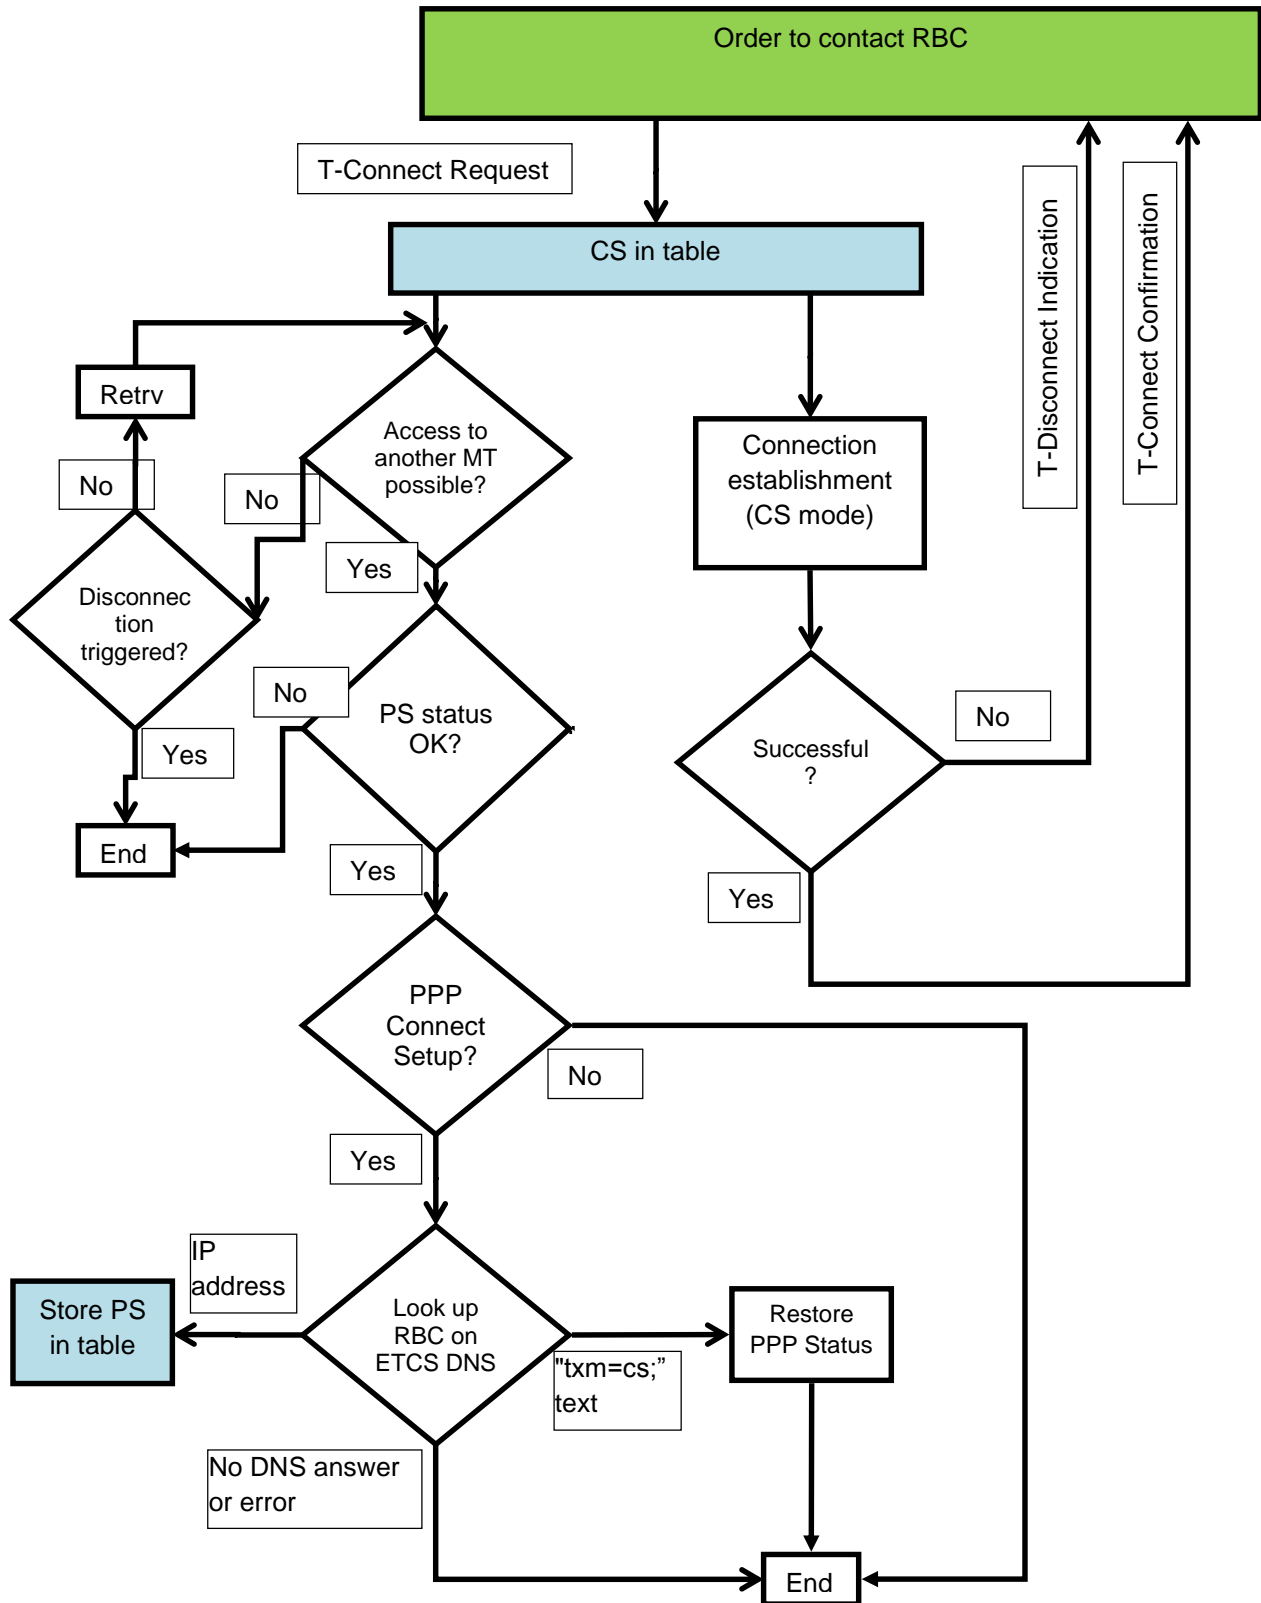 Order to contact RBC
T-Connect Request
T-Disconnect Indication
T-Connect Confirmation
CS in table
Retrv
Access to
another MT
possible?
Connection
establishment
(CS mode)
No
No
Yes
Disconnec
tion
triggered?
No
PS status
OK?
No
Successful
?
Yes
End
Yes
Yes
PPP
Connect
Setup?
No
Yes
IP
address
Store PS
in table
Look up
RBC on
ETCS DNS
Restore
PPP Status
"txm=cs;”
text
No DNS answer
or error
End